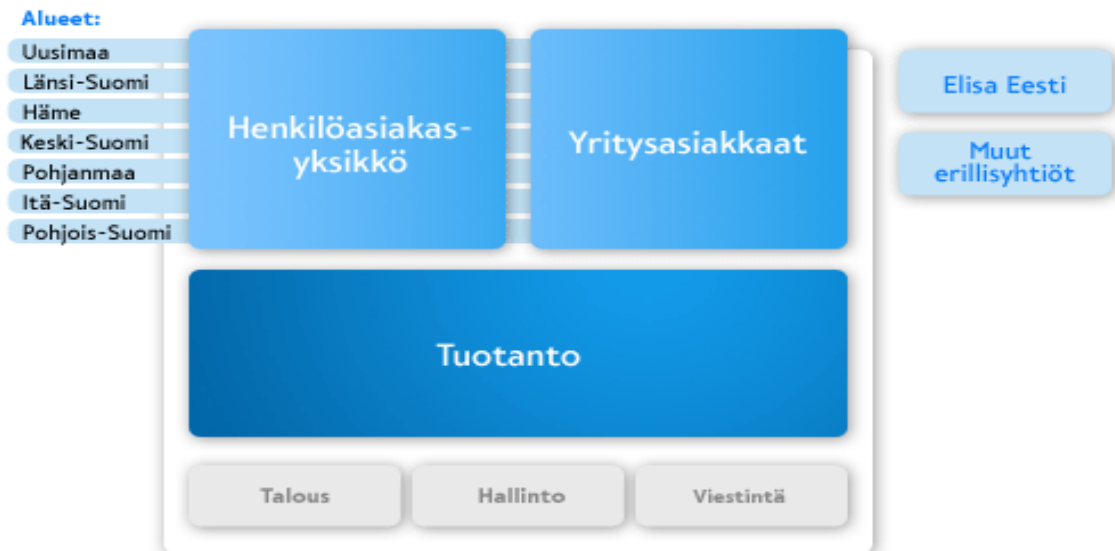 Alueet:
Uusimaa
Länsi-Suomi
Häme
Keski-Suomi
Pohjanmaa
Itä-Suomi
Pohjois-Suomi
Henkilöasiakas-
yksikkö
Yritysasiakkaat
Elisa Eesti
Muut
erillisyhtiöt
Tuotanto
Talous
Hallinto
Viestintä